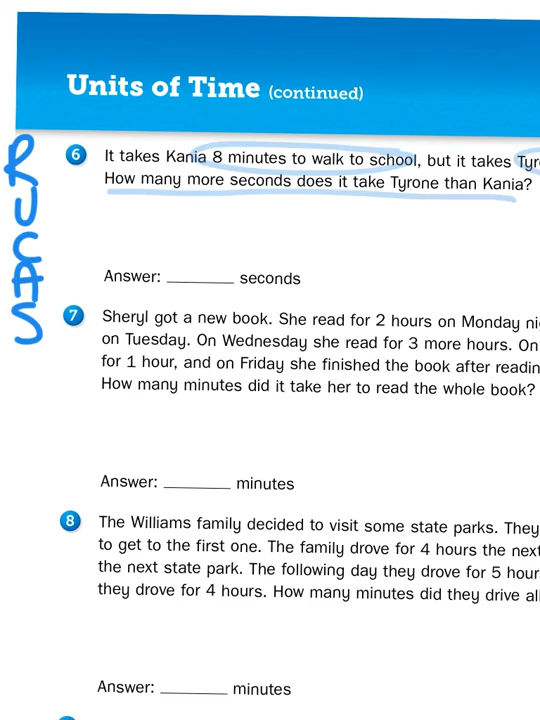 Units of Time (continued)
RUCAS
6 It takes Kania 8 minutes to walk to school, but it takes
How many more seconds does it take Tyrone than Kania?
Answer: ________ seconds
7 Sheryl got a new book. She read for 2 hours on Monday
on Tuesday. On Wednesday she read for 3 more hours. On
for 1 hour, and on Friday she finished the book after
How many minutes did it take her to read the whole book?
Answer: ________ minutes
8 The Williams family decided to visit some state parks. They
to get to the first one. The family drove for 4 hours the next
the next state park. The following day they drove for 5
they drove for 4 hours. How many minutes did they drive
Answer: ________ minutes